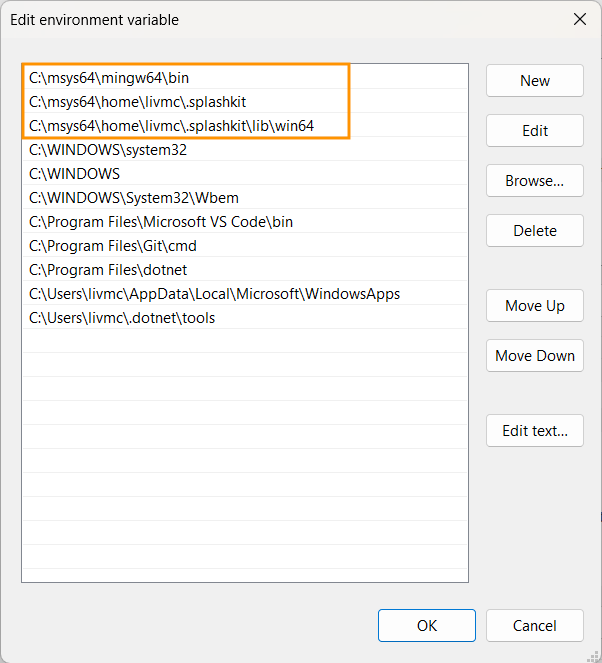 Edit environment variable
C:\msys64\mingw64\bin
C:\msys64\home\livmc\.splashkit
C:\msys64\home\livmc\.splashkit\lib\win64
C:\WINDOWS\system32
C:\WINDOWS
C:\WINDOWS\System32\Wbem
C:\Program Files\Microsoft VS Code\bin
C:\Program Files\Git\cmd
C:\Program Files\dotnet
C:\Users\livmc\AppData\Local\Microsoft\WindowsApps
C:\Users\livmc\.dotnet\tools
New
Edit
Browse...
Delete
Move Up
Move Down
Edit text...
OK
Cancel